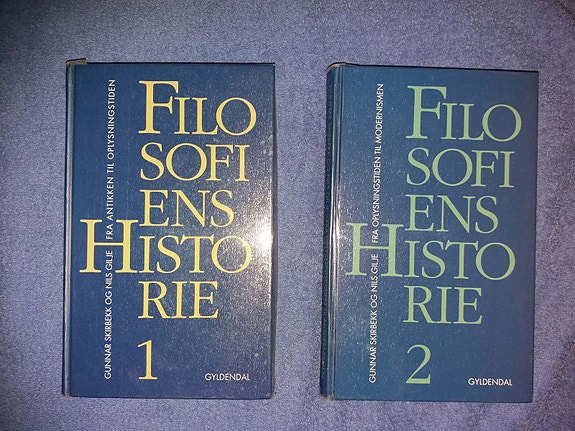 FILO
SOFI
ENS
HISTO
RIE
1
GUNNAR SKIRBEKK OG NILS GILJE FRA ANTIKKEN TIL OPLYSNINGSTIDEN
GYLDENDAL
FILO
SOFI
ENS
HISTO
RIE
2
GUNNAR SKIRBEKK OG NILS GILJE FRA OPLYSNINGSTIDEN TIL MODERNISMEN
GYLDENDAL